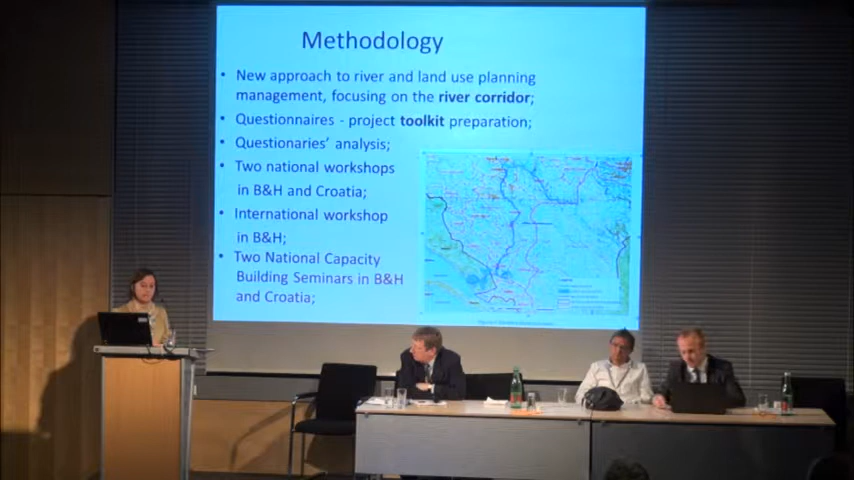 Methodology
• New approach to river and land use planning
management, focusing on the river corridor;
• Questionnaires - project toolkit preparation;
• Questionaries' analysis;
• Two national workshops
in B&H and Croatia;
• International workshop
in B&H;
• Two National Capacity
Building Seminars in B&H
and Croatia;